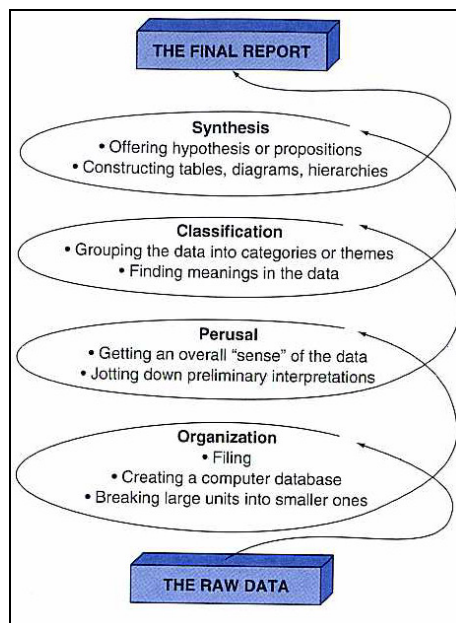 THE FINAL REPORT
Synthesis
• Offering hypothesis or propositions
• Constructing tables, diagrams, hierarchies
Classification
• Grouping the data into categories or themes
• Finding meanings in the data
Perusal
• Getting an overall “sense” of the data
• Jotting down preliminary interpretations
Organization
• Filing
• Creating a computer database
• Breaking large units into smaller ones
THE RAW DATA